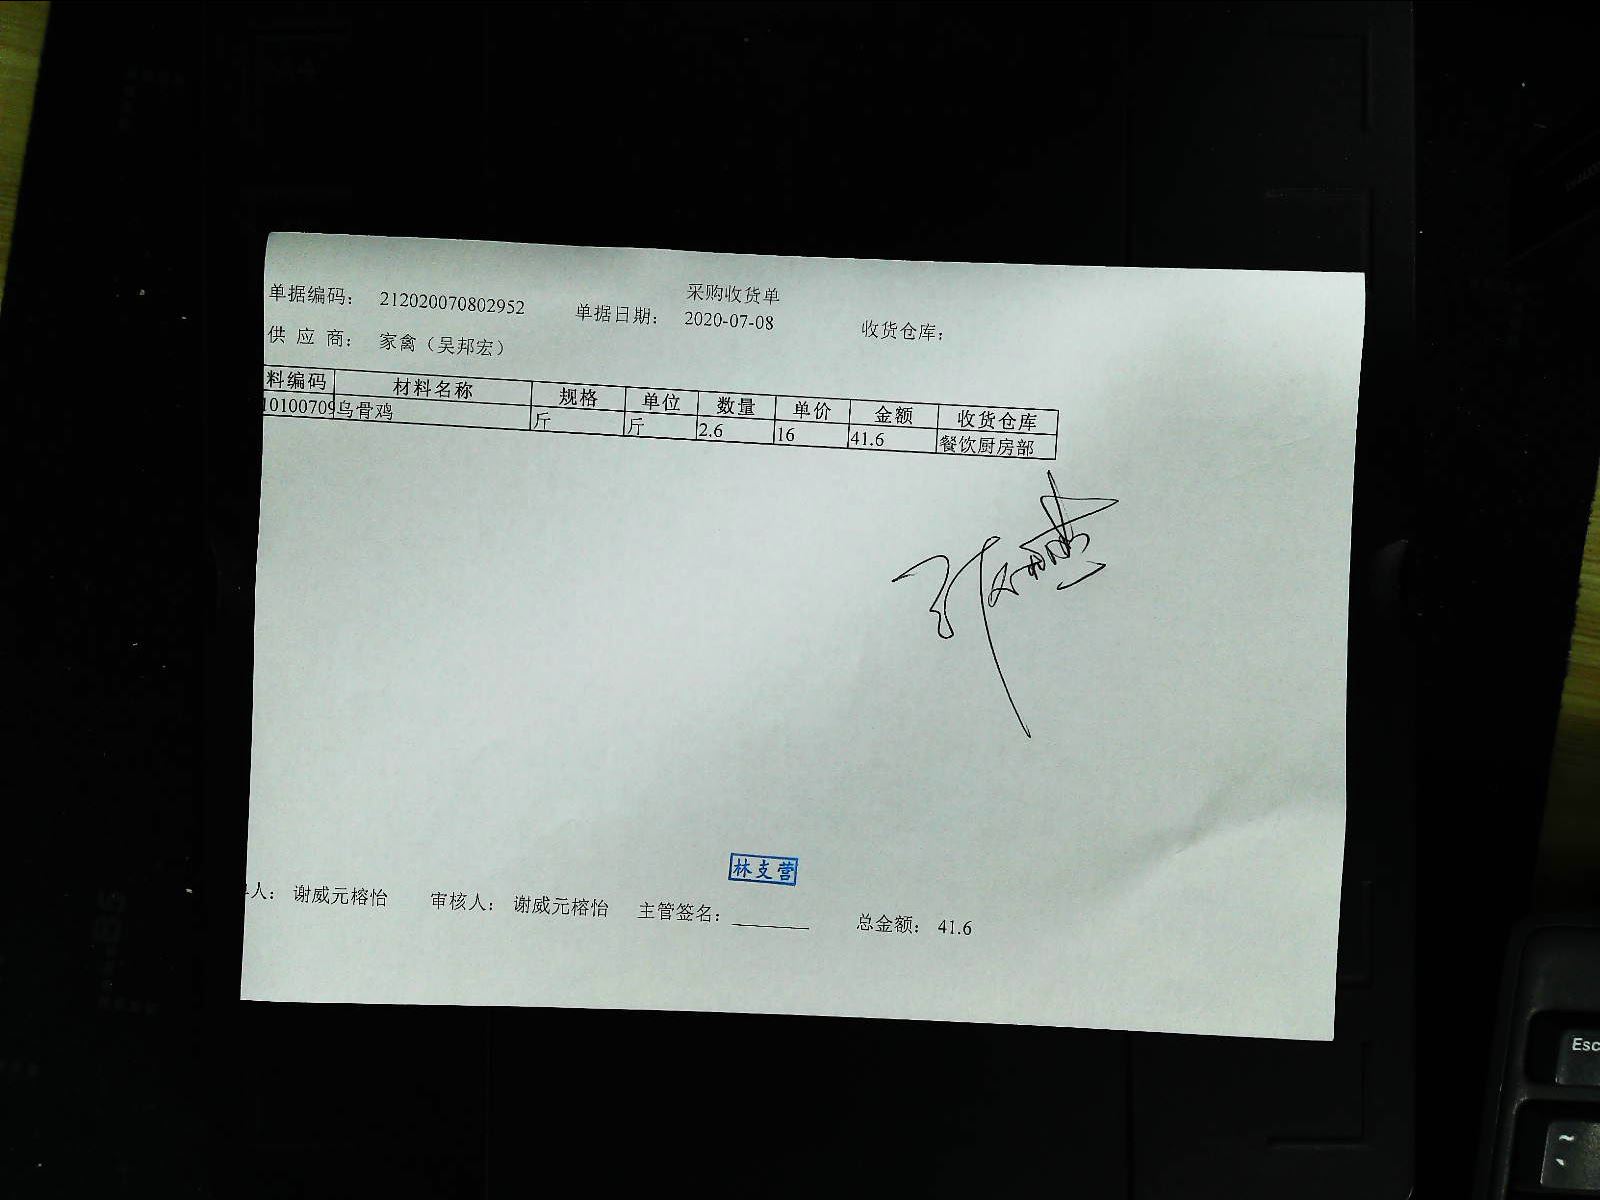 采购收货单
单据编码： 212020070802952 单据日期： 2020-07-08 收货仓库：
供 应 商： 家禽（吴邦宏）
料编码 材料名称 规格 单位 数量 单价 金额 收货仓库
10100709 乌骨鸡 斤 斤 2.6 16 41.6 餐饮厨房部
林支营
人： 谢威元榕怡 审核人： 谢威元榕怡 主管签名： 总金额： 41.6
Esc
~